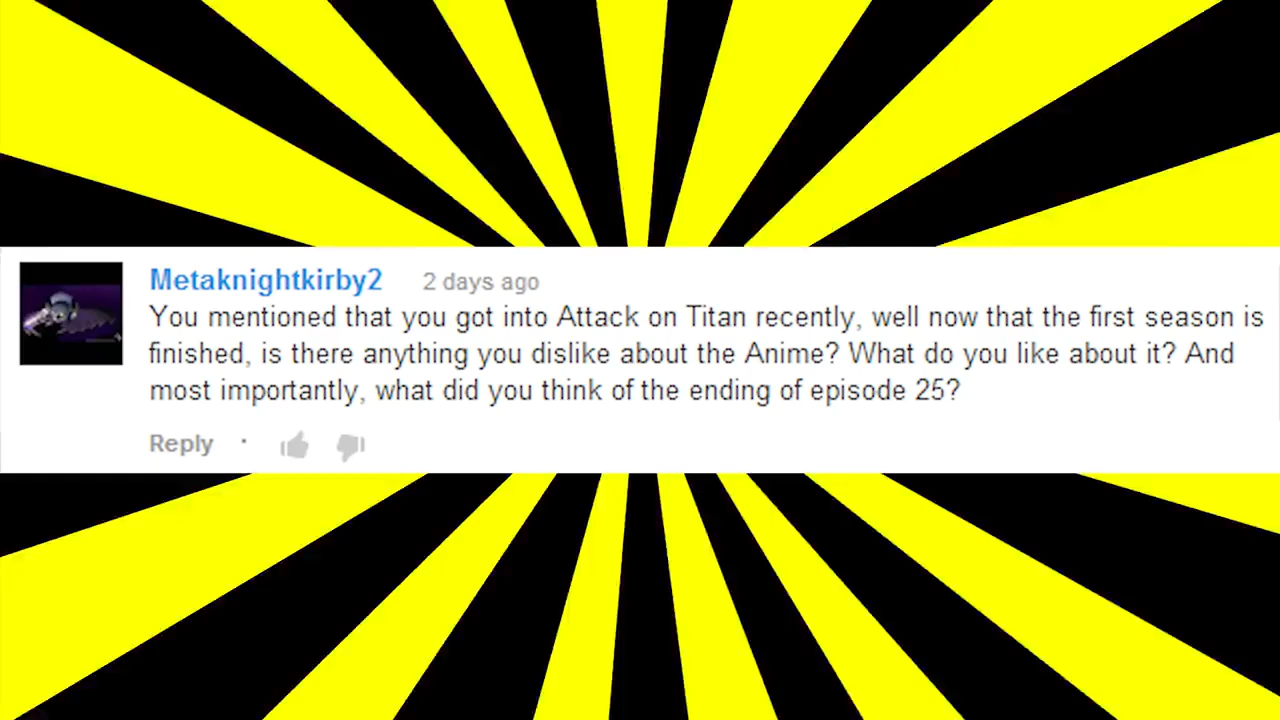 Metaknightkirby2 2 days ago
You mentioned that you got into Attack on Titan recently, well now that the first season is
finished, is there anything you dislike about the Anime? What do you like about it? And
most importantly, what did you think of the ending of episode 25?
Reply ·